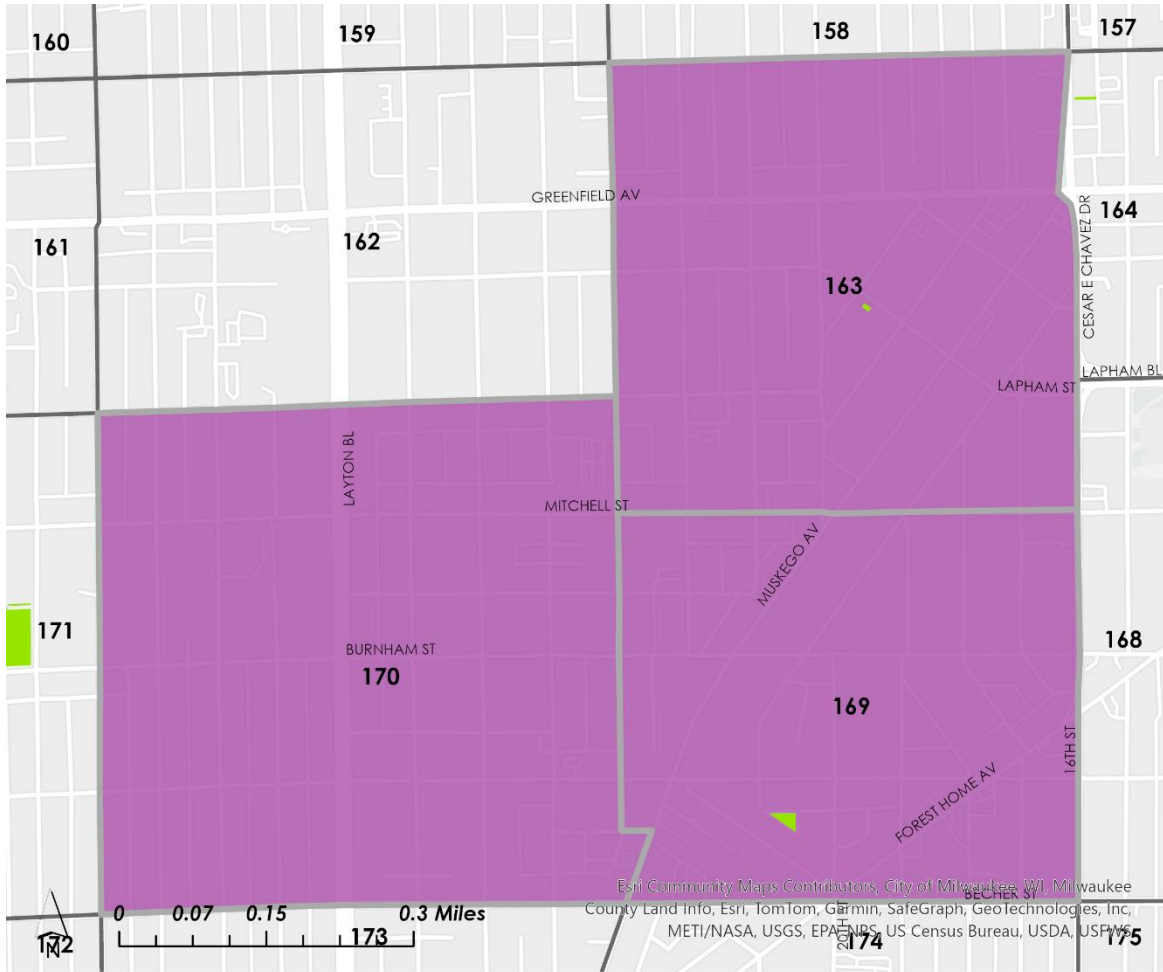 160
159
158
157
GREENFIELD AV
161
162
163
164
CESAR E CHAVEZ DR
LAPHAM BL
LAPHAM ST
LAYTON BL
MITCHELL ST
MUSKEGO AV
171
BURNHAM ST
170
169
168
16TH ST
FOREST HOME AV
BECHER ST
20TH ST
N
0 0.07 0.15 0.3 Miles
172
173
174
175
Esri Community Maps Contributors, City of Milwaukee, WI, Milwaukee
County Land Info, Esri, TomTom, Garmin, SafeGraph, GeoTechnologies, Inc,
METI/NASA, USGS, EPA, NPS, US Census Bureau, USDA, USFWS